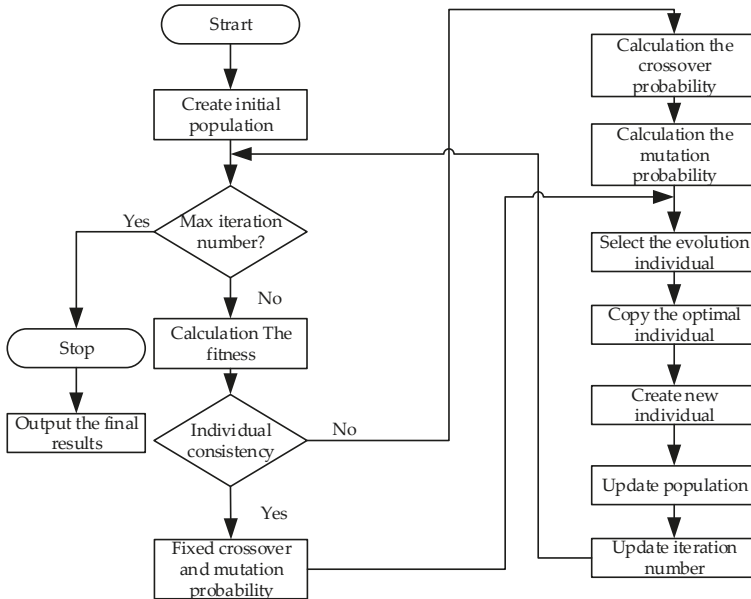 Strart
Create initial
population
Max iteration
number?
Yes
No
Stop
Calculation The
fitness
Output the final
results
Individual
consistency
No
Yes
Fixed crossover
and mutation
probability
Calculation the
crossover
probability
Calculation the
mutation
probability
Select the evolution
individual
Copy the optimal
individual
Create new
individual
Update population
Update iteration
number